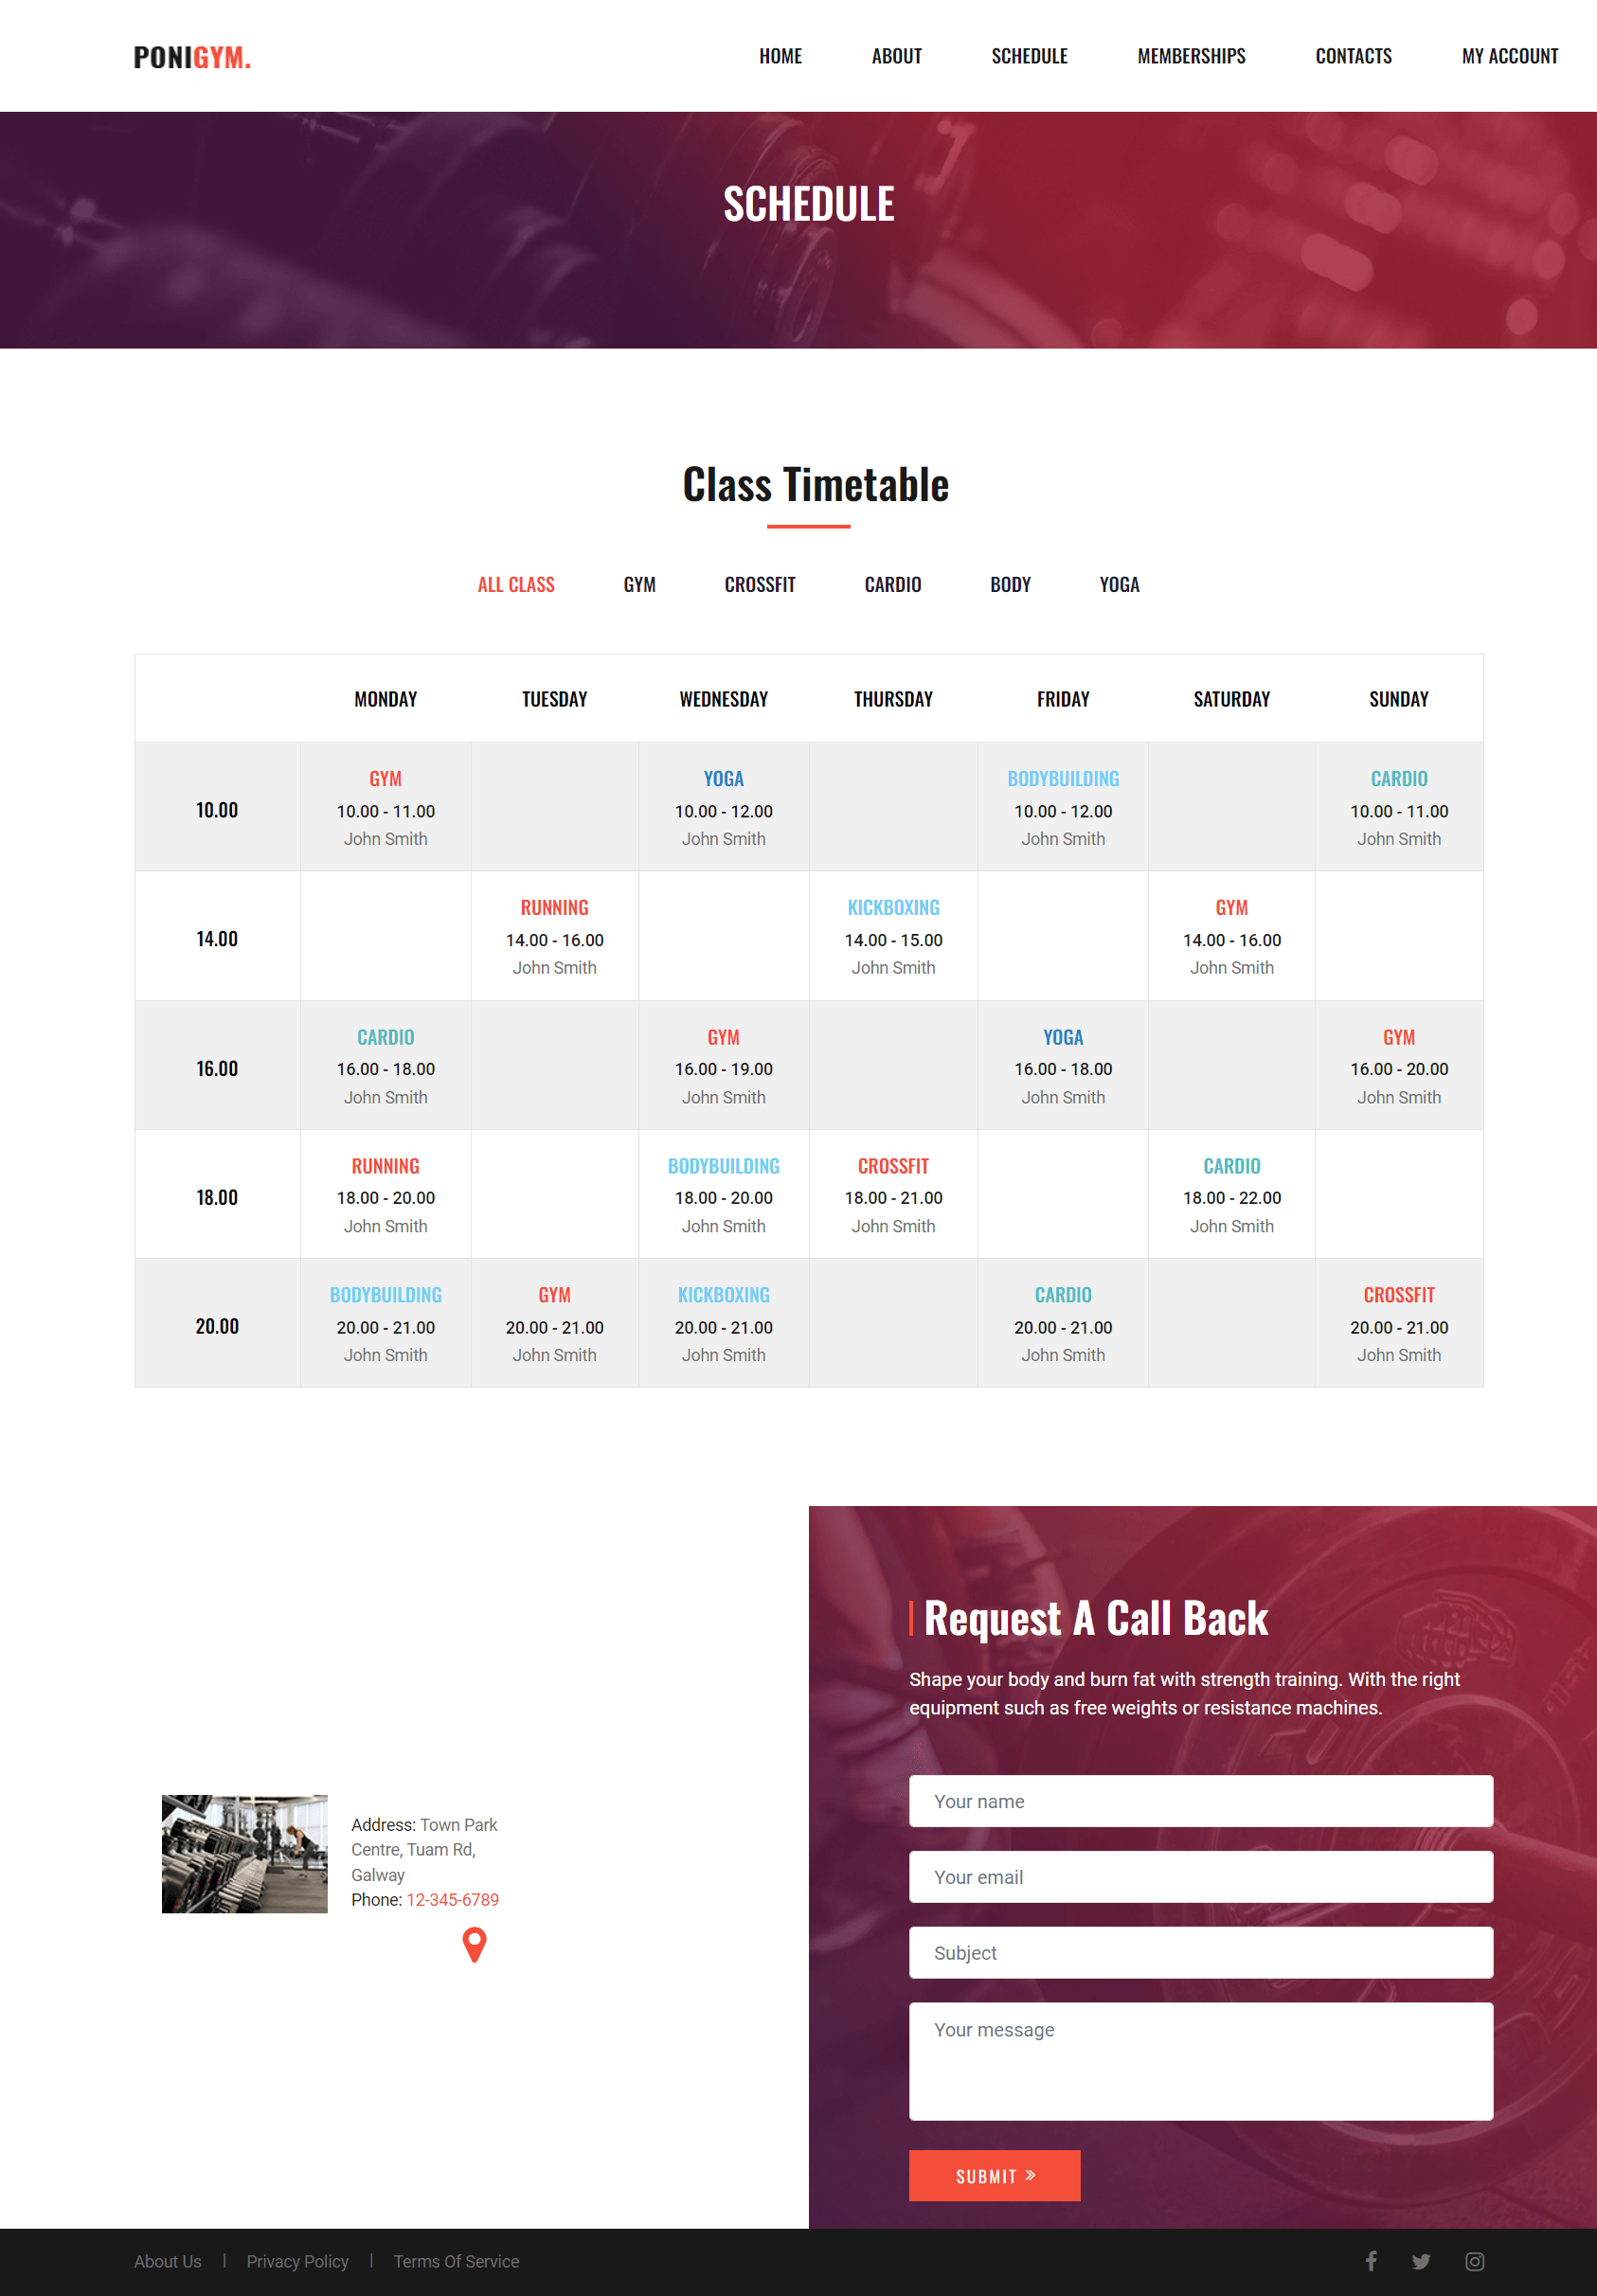 PONIGYM.
HOME ABOUT SCHEDULE MEMBERSHIPS CONTACTS MY ACCOUNT
SCHEDULE
Class Timetable
ALL CLASS GYM CROSSFIT CARDIO BODY YOGA
MONDAY TUESDAY WEDNESDAY THURSDAY FRIDAY SATURDAY SUNDAY
GYM YOGA BODYBUILDING CARDIO
10.00 10.00 - 11.00 10.00 - 12.00 10.00 - 12.00 10.00 - 11.00
John Smith John Smith John Smith John Smith
RUNNING KICKBOXING GYM
14.00 14.00 - 16.00 14.00 - 15.00 14.00 - 16.00
John Smith John Smith John Smith
CARDIO GYM YOGA GYM
16.00 16.00 - 18.00 16.00 - 19.00 16.00 - 18.00 16.00 - 20.00
John Smith John Smith John Smith John Smith
RUNNING BODYBUILDING CROSSFIT CARDIO
18.00 18.00 - 20.00 18.00 - 20.00 18.00 - 21.00 18.00 - 22.00
John Smith John Smith John Smith John Smith
BODYBUILDING GYM KICKBOXING CARDIO CROSSFIT
20.00 20.00 - 21.00 20.00 - 21.00 20.00 - 21.00 20.00 - 21.00 20.00 - 21.00
John Smith John Smith John Smith John Smith John Smith
Address: Town Park
Centre, Tuam Rd,
Galway
Phone: 12-345-6789
Request A Call Back
Shape your body and burn fat with strength training. With the right
equipment such as free weights or resistance machines.
Your name
Your email
Subject
Your message
SUBMIT »
About Us | Privacy Policy | Terms Of Service